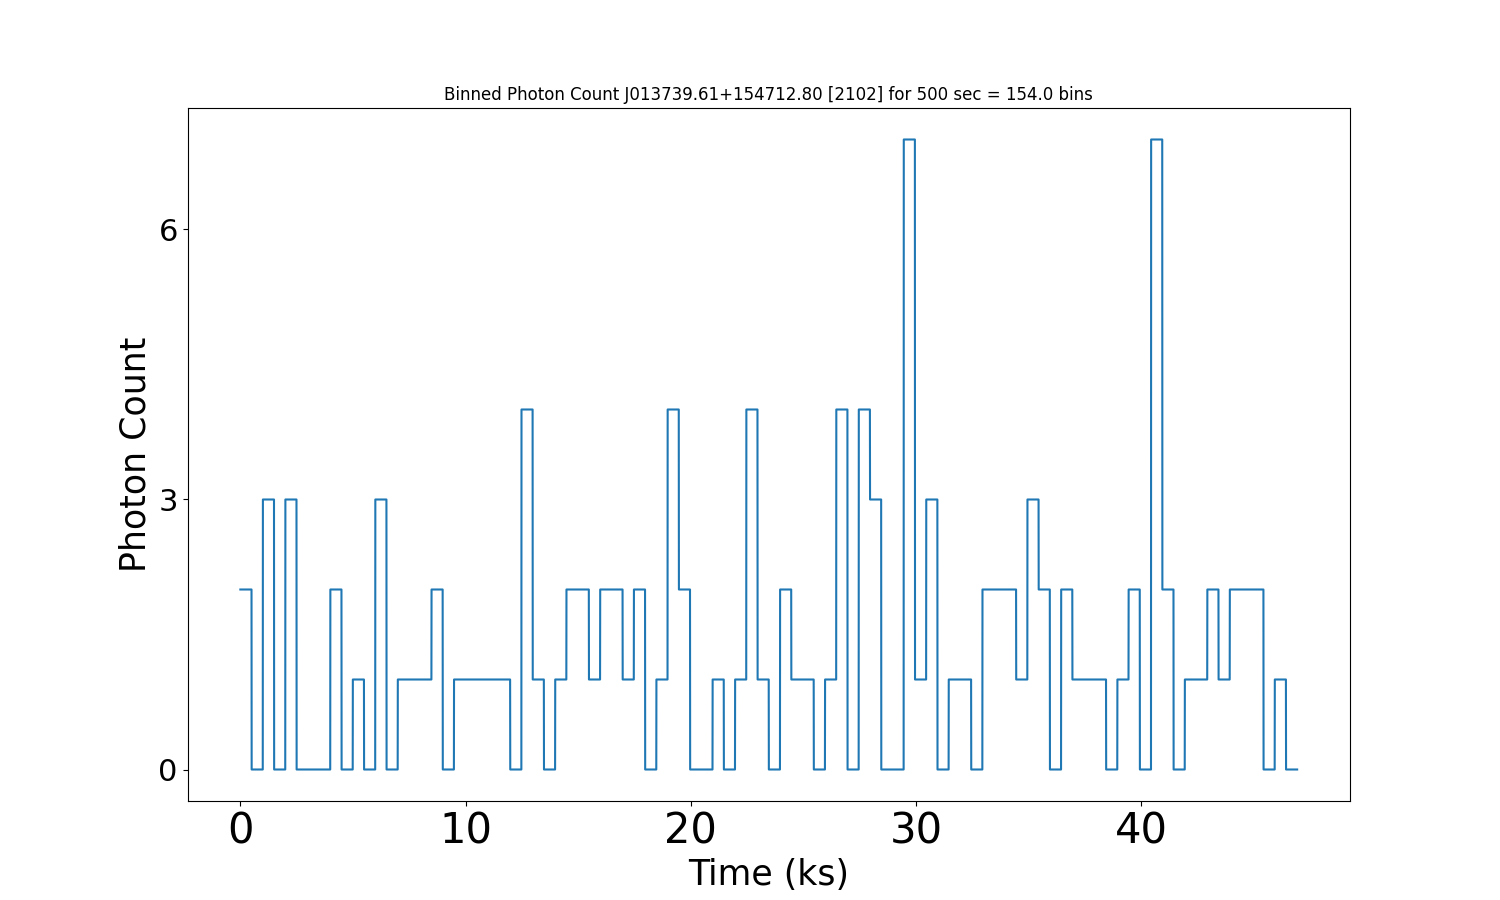 Binned Photon Count J013739.61+154712.80 [2102] for 500 sec = 154.0 bins
6
3
0
Photon Count
0 10 20 30 40
Time (ks)